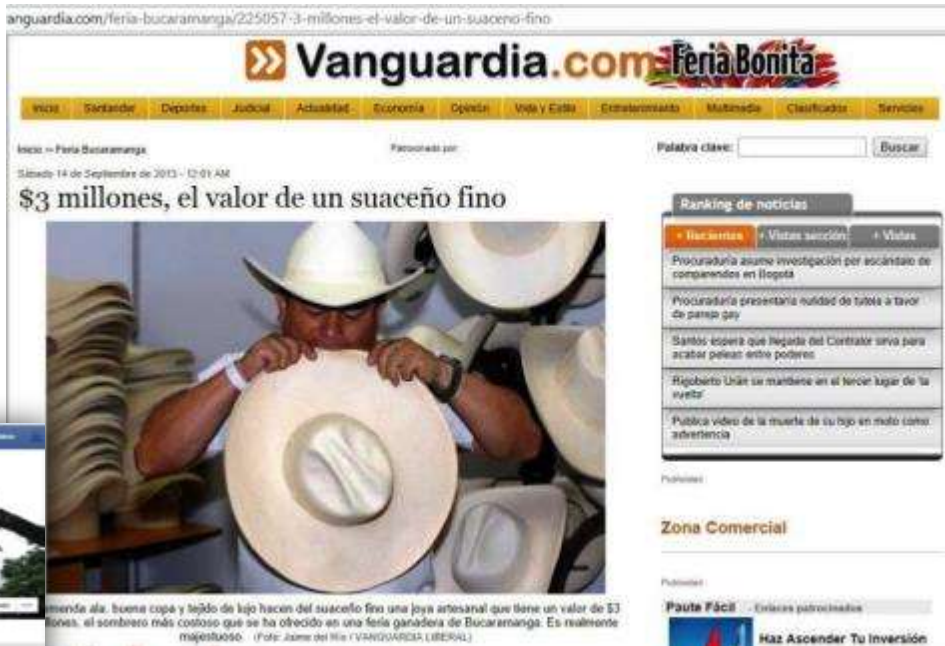 anguardia.com/feria-bucaramanga/225057-3-millones-el-valor-de-un-suaceno-fino
Vanguardia.com Feria Bonita
Inicio Santander Deportes Judicial Actualidad Economía Opinión Vida y Estilo Entretenimiento Multimedia Clasificados Servicios
Inicio Feria Bucaramanga
Patrocinado por:
Palabra clave: Buscar
Sábado 14 de Septiembre de 2013 - 12:01 AM
$3 millones, el valor de un suaceño fino
Ranking de noticias
+ Recientes + Vistas sección + Vistas
Procuraduría asume investigación por escándalo de
comparendos en Bogotá
Procuraduría presentaría nulidad de tutela a favor
de pareja gay
Santos espera que llegada del Contralor sirva para
acabar peleas entre poderes
Rigoberto Urán se mantiene en el tercer lugar de 'la
vuelta'
Publica video de la muerte de su hijo en moto como
advertencia
Publicidad
Zona Comercial
Publicidad
Pauta Fácil - Enlaces patrocinados
Haz Ascender Tu Inversión
menda ala, buena copa y tejido de lujo hacen del suaceño fino una joya artesanal que tiene un valor de $3
llones, el sombrero más costoso que se ha ofrecido en una feria ganadera de Bucaramanga. Es realmente
majestuoso. (Foto: Jaime del Río / VANGUARDIA LIBERAL)